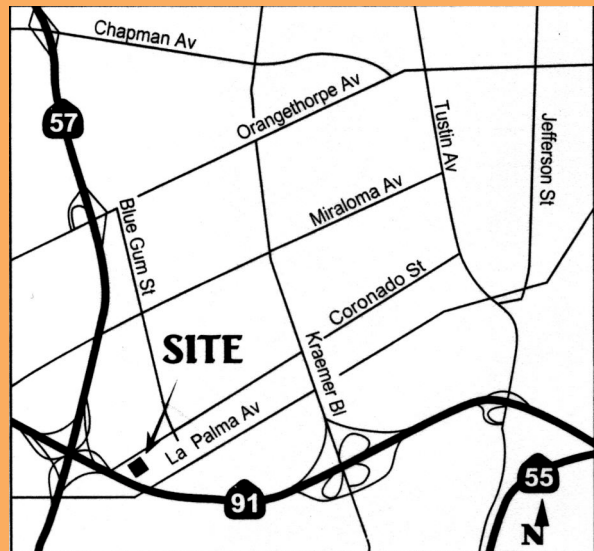 Chapman Av
57
Orangethorpe Av
Tustin Av
Jefferson St
Blue Gum St
Miraloma Av
Coronado St
SITE
Kraemer Bl
La Palma Av
91
55
N